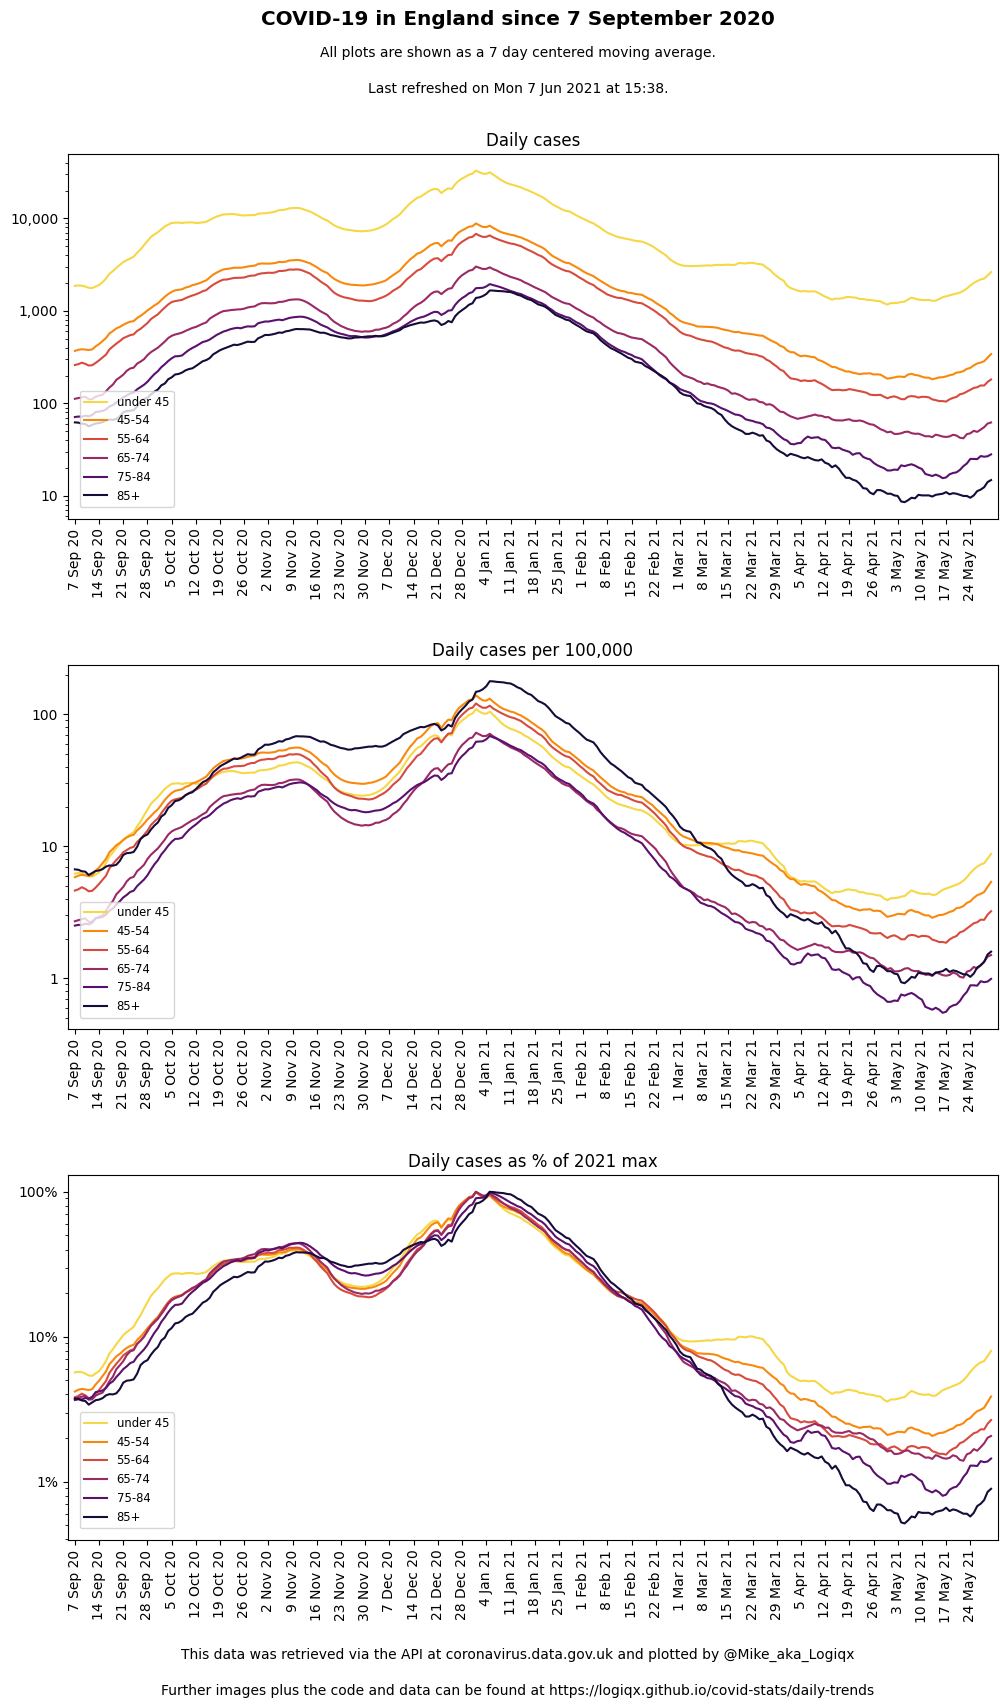 COVID-19 in England since 7 September 2020
All plots are shown as a 7 day centered moving average.
Last refreshed on Mon 7 Jun 2021 at 15:38.
Daily cases
10,000
1,000
100
10
under 45
45-54
55-64
65-74
75-84
85+
7 Sep 20
14 Sep 20
21 Sep 20
28 Sep 20
5 Oct 20
12 Oct 20
19 Oct 20
26 Oct 20
2 Nov 20
9 Nov 20
16 Nov 20
23 Nov 20
30 Nov 20
7 Dec 20
14 Dec 20
21 Dec 20
28 Dec 20
4 Jan 21
11 Jan 21
18 Jan 21
25 Jan 21
1 Feb 21
8 Feb 21
15 Feb 21
22 Feb 21
1 Mar 21
8 Mar 21
15 Mar 21
22 Mar 21
29 Mar 21
5 Apr 21
12 Apr 21
19 Apr 21
26 Apr 21
3 May 21
10 May 21
17 May 21
24 May 21
Daily cases per 100,000
100
10
1
under 45
45-54
55-64
65-74
75-84
85+
7 Sep 20
14 Sep 20
21 Sep 20
28 Sep 20
5 Oct 20
12 Oct 20
19 Oct 20
26 Oct 20
2 Nov 20
9 Nov 20
16 Nov 20
23 Nov 20
30 Nov 20
7 Dec 20
14 Dec 20
21 Dec 20
28 Dec 20
4 Jan 21
11 Jan 21
18 Jan 21
25 Jan 21
1 Feb 21
8 Feb 21
15 Feb 21
22 Feb 21
1 Mar 21
8 Mar 21
15 Mar 21
22 Mar 21
29 Mar 21
5 Apr 21
12 Apr 21
19 Apr 21
26 Apr 21
3 May 21
10 May 21
17 May 21
24 May 21
Daily cases as % of 2021 max
100%
10%
1%
under 45
45-54
55-64
65-74
75-84
85+
7 Sep 20
14 Sep 20
21 Sep 20
28 Sep 20
5 Oct 20
12 Oct 20
19 Oct 20
26 Oct 20
2 Nov 20
9 Nov 20
16 Nov 20
23 Nov 20
30 Nov 20
7 Dec 20
14 Dec 20
21 Dec 20
28 Dec 20
4 Jan 21
11 Jan 21
18 Jan 21
25 Jan 21
1 Feb 21
8 Feb 21
15 Feb 21
22 Feb 21
1 Mar 21
8 Mar 21
15 Mar 21
22 Mar 21
29 Mar 21
5 Apr 21
12 Apr 21
19 Apr 21
26 Apr 21
3 May 21
10 May 21
17 May 21
24 May 21
This data was retrieved via the API at coronavirus.data.gov.uk and plotted by @Mike_aka_Logiqx
Further images plus the code and data can be found at https://logiqx.github.io/covid-stats/daily-trends